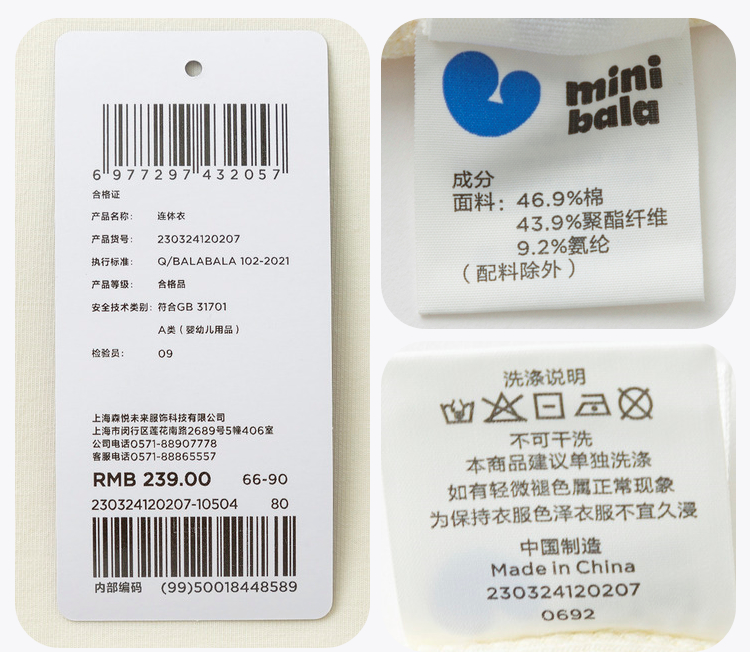 6 977297 432057
合格证
产品名称： 连体衣
产品货号： 230324120207
执行标准： Q/BALABALA 102-2021
产品等级： 合格品
安全技术类别：符合GB 31701
A类（婴幼儿用品）
检验员： 09
上海森悦未来服饰科技有限公司
上海市闵行区莲花南路2689号5幢406室
公司电话0571-88907778
客服电话0571-88865557
RMB 239.00 66-90
230324120207-10504 80
内部编码 (99)50018448589
mini
bala
成分
面料：46.9%棉
43.9%聚酯纤维
9.2%氨纶
（配料除外）
洗涤说明
不可干洗
本商品建议单独洗涤
如有轻微褪色属正常现象
为保持衣服色泽衣服不宜久浸
中国制造
Made in China
230324120207
0692